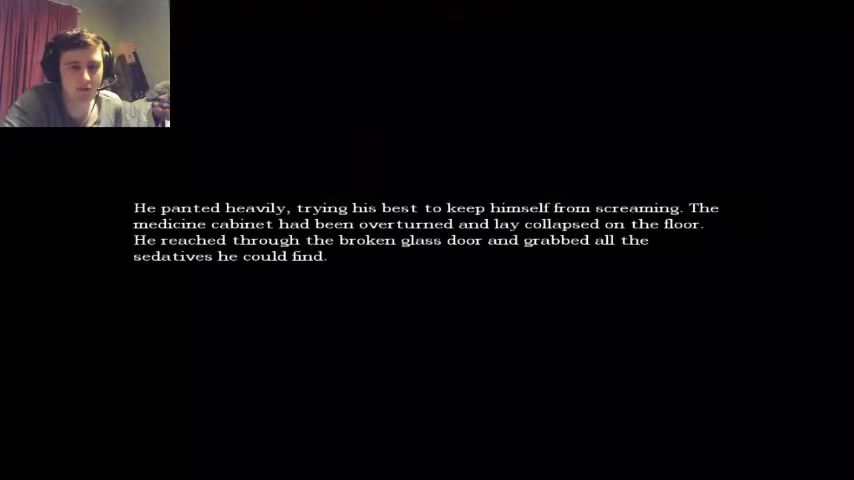 He panted heavily, trying his best to keep himself from screaming. The
medicine cabinet had been overturned and lay collapsed on the floor.
He reached through the broken glass door and grabbed all the
sedatives he could find.